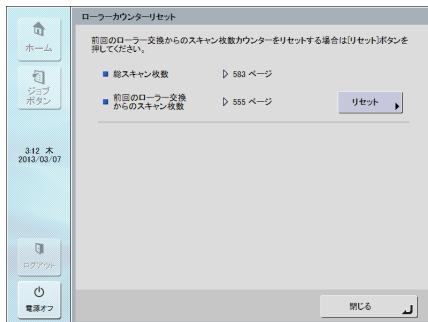 ローラーカウンターリセット
ホーム
ジョブ
ボタン
3:12 木
2013/03/07
ログアウト
電源オフ
前回のローラー交換からのスキャン枚数カウンターをリセットする場合は[リセット]ボタンを
押してください。
総スキャン枚数
583 ページ
前回のローラー交換
からのスキャン枚数
555 ページ
リセット
閉じる